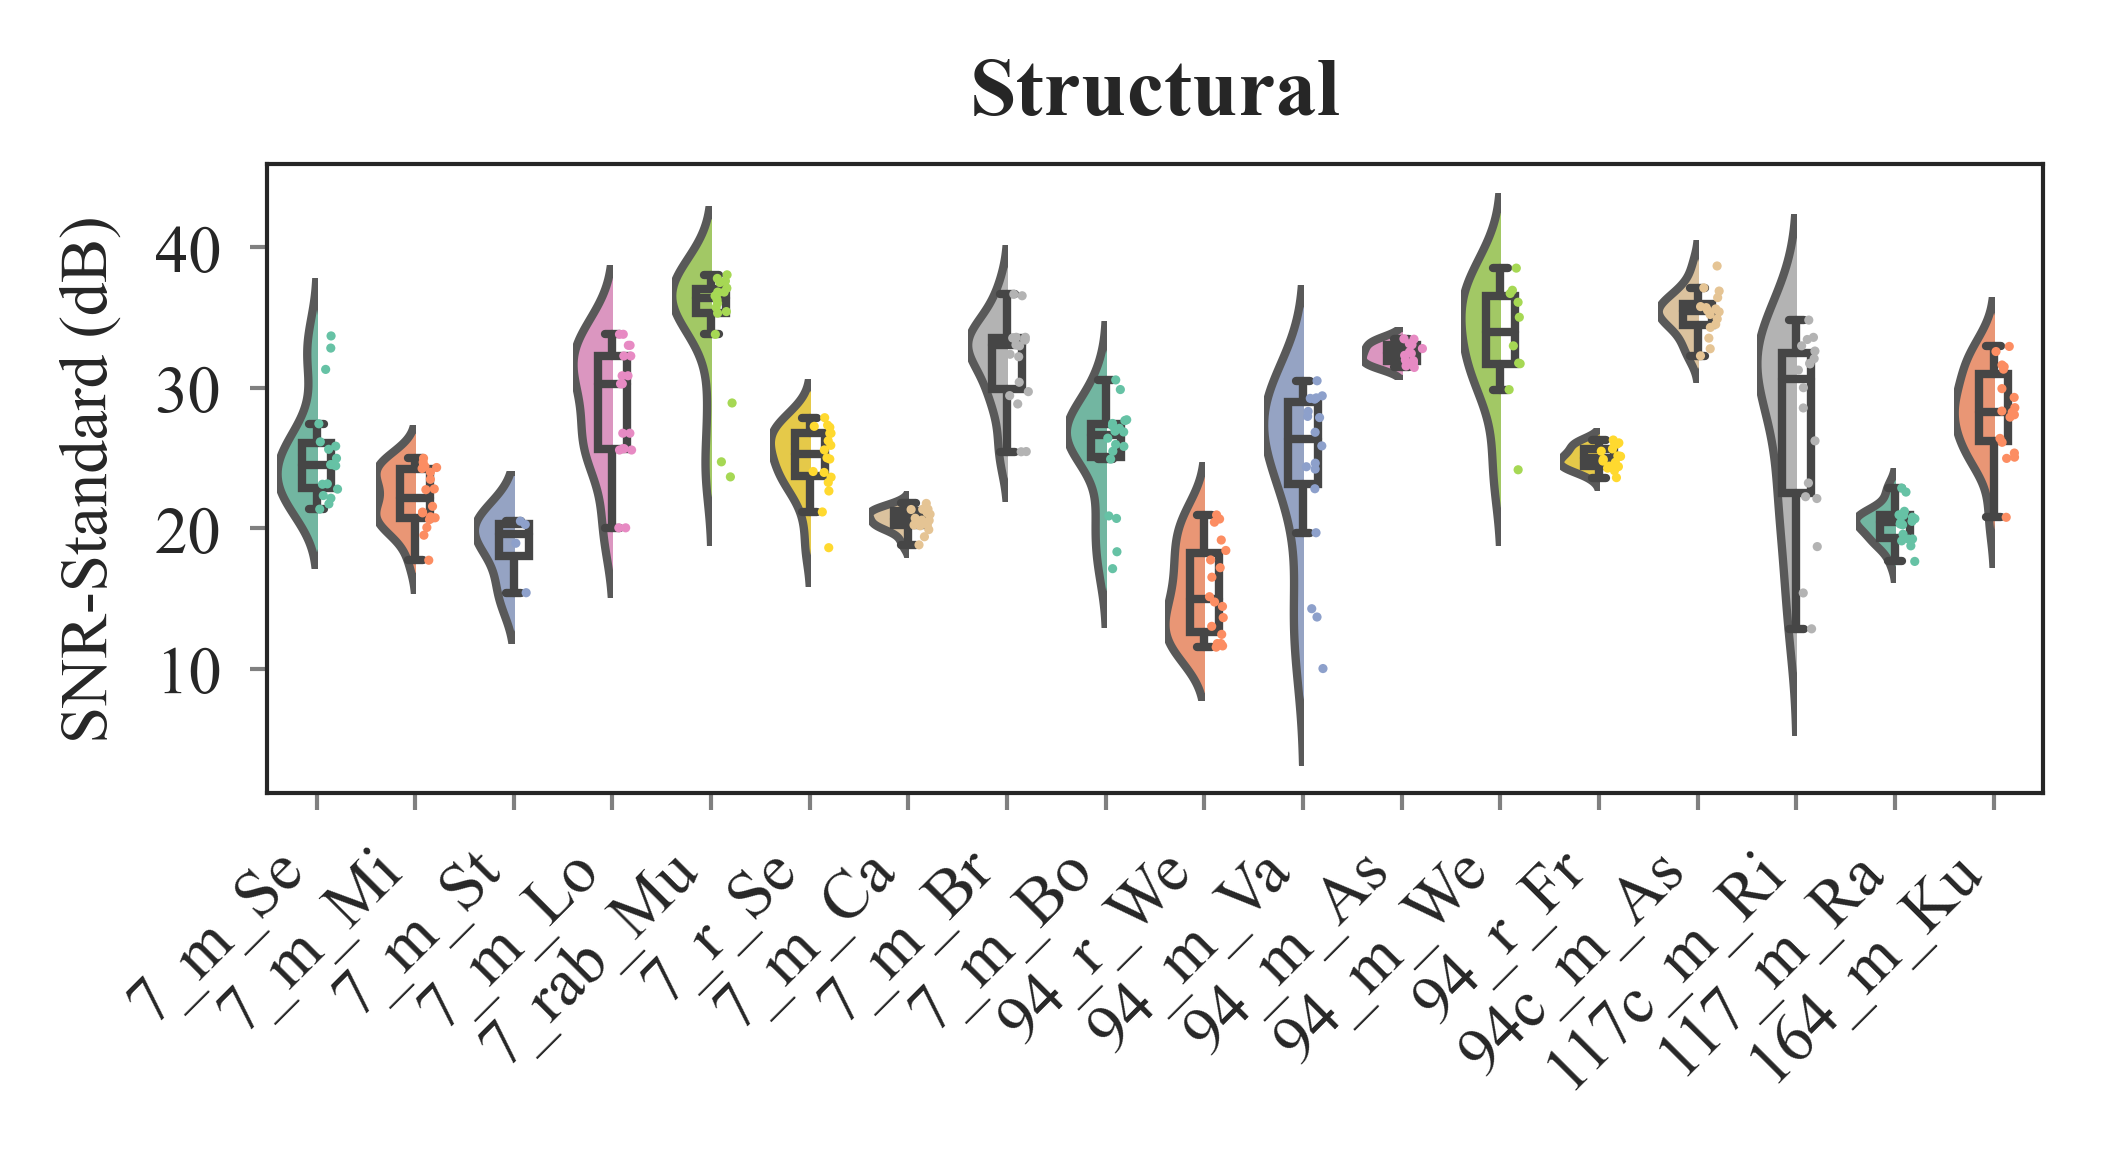 Structural
SNR-Standard (dB)
40
30
20
10
7_m_Se
7_m_Mi
7_m_St
7_m_Lo
7_rab_Mu
7_r_Se
7_m_Ca
7_m_Br
7_m_Bo
94_r_We
94_m_Va
94_m_As
94_m_We
94_r_Fr
94c_m_As
117c_m_Ri
117_m_Ra
164_m_Ku